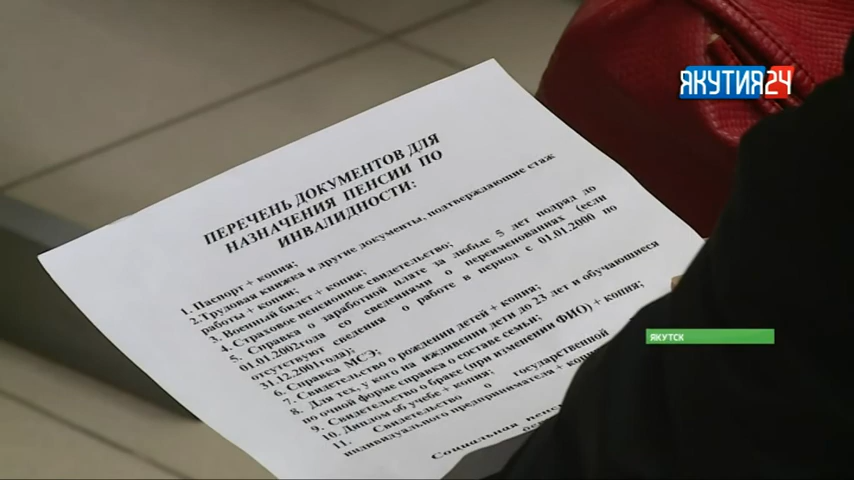 ЯКУТИЯ24
ПЕРЕЧЕНЬ ДОКУМЕНТОВ ДЛЯ
НАЗНАЧЕНИЯ ПЕНСИИ ПО
ИНВАЛИДНОСТИ:
1. Паспорт + копия;
2.Трудовая книжка и другие документы, подтверждающие стаж
работы + копии;
3. Военный билет + копия;
4. Страховое пенсионное свидетельство;
5. Справка о заработной плате за любые 5 лет подряд до
01.01.2002года со сведениями о переименованиях (если
отсутствуют сведения о работе в период с 01.01.2000 по
31.12.2001года);
6. Справка МСЭ;
7. Свидетельство о рождении детей + копия;
8. Для тех, у кого на иждивении дети до 23 лет и обучающиеся
по очной форме справка о составе семьи;
9. Свидетельство о браке (при изменении ФИО) + копия;
10. Диплом об учебе + копия;
11. Свидетельство о государственной
индивидуального предпринимателя +
Социальная
ЯКУТСК